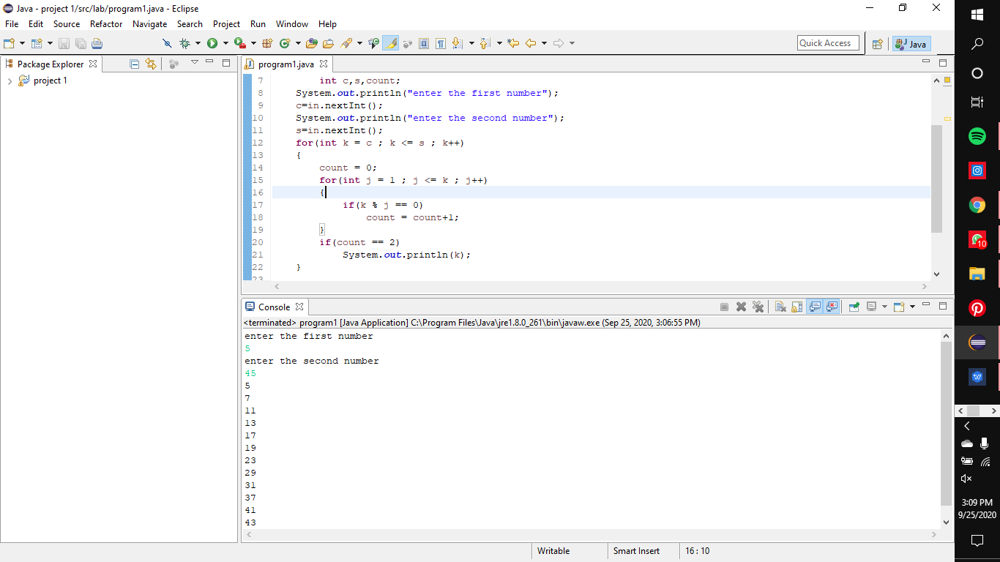 Java - project 1/src/lab/program1.java - Eclipse
File Edit Source Refactor Navigate Search Project Run Window Help
Quick Access
Java
Package Explorer
project 1
program1.java
7 int c,s,count;
8 System.out.println("enter the first number");
9 c=in.nextInt();
10 System.out.println("enter the second number");
11 s=in.nextInt();
12 for(int k = c ; k <= s ; k++)
13 {
14 count = 0;
15 for(int j = 1 ; j <= k ; j++)
16 {
17 if(k % j == 0)
18 count = count+1;
19 }
20 if(count == 2)
21 System.out.println(k);
22 }
23
Console
<terminated> program1 [Java Application] C:\Program Files\Java\jre1.8.0_261\bin\javaw.exe (Sep 25, 2020, 3:06:55 PM)
enter the first number
5
enter the second number
45
5
7
11
13
17
19
23
29
31
37
41
43
Writable
Smart Insert
16 : 10
10
3:09 PM
9/25/2020